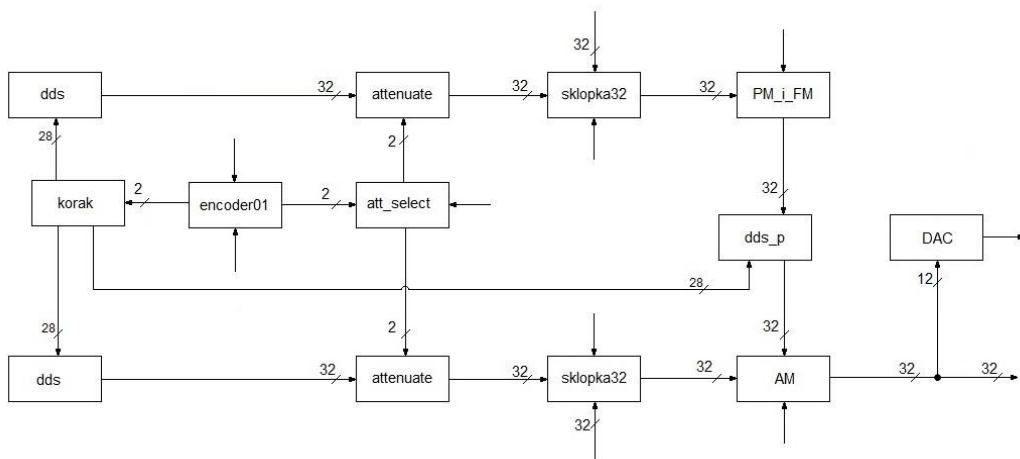 32
dds
32
attenuate
32
sklopka32
32
PM_i_FM
28
2
32
korak
2
encoder01
2
att_select
dds_p
DAC
28
12
28
2
32
dds
32
attenuate
32
sklopka32
32
AM
32
32
32